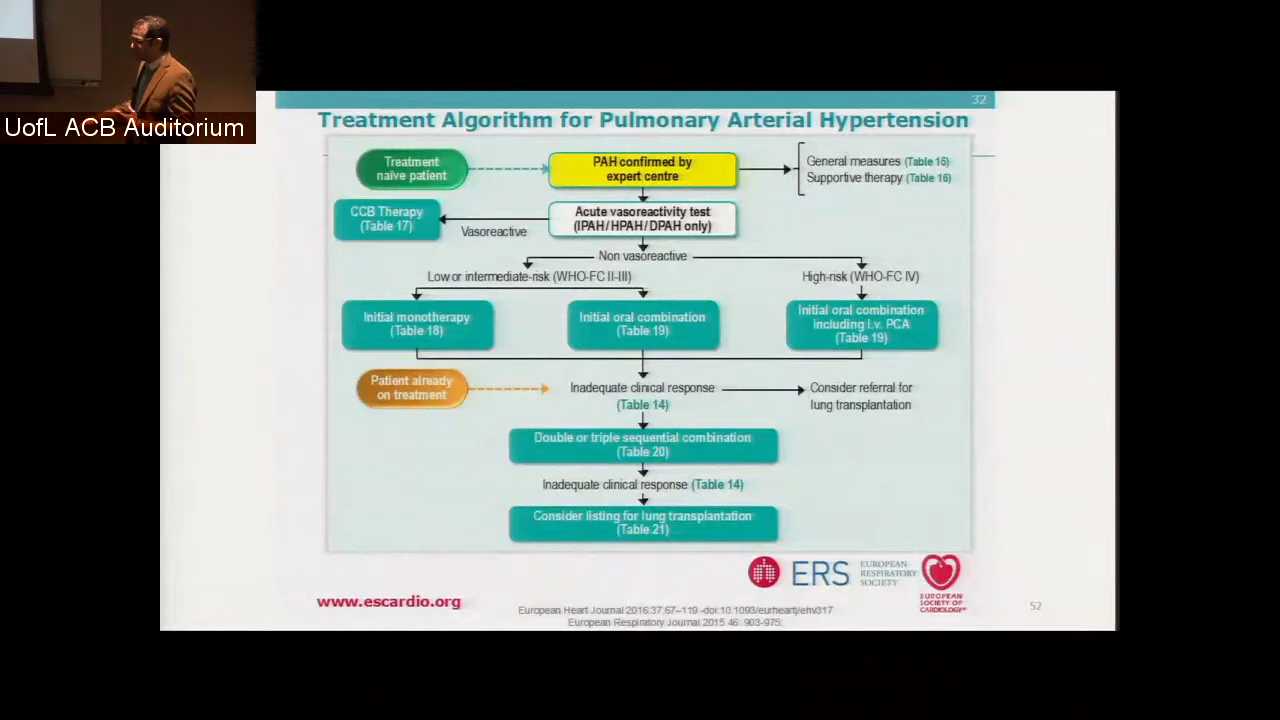 UofL ACB Auditorium
32
Treatment Algorithm for Pulmonary Arterial Hypertension
Treatment
naïve patient
PAH confirmed by
expert centre
General measures (Table 15)
Supportive therapy (Table 16)
CCB Therapy
(Table 17)
Vasoreactive
Acute vasoreactivity test
(IPAH/HPAH/DPAH only)
Non vasoreactive
Low or intermediate-risk (WHO-FC II-III)
High-risk (WHO-FC IV)
Initial monotherapy
(Table 18)
Initial oral combination
(Table 19)
Initial oral combination
including i.v. PCA
(Table 19)
Patient already
on treatment
Inadequate clinical response
(Table 14)
Consider referral for
lung transplantation
Double or triple sequential combination
(Table 20)
Inadequate clinical response (Table 14)
Consider listing for lung transplantation
(Table 21)
ERS
EUROPEAN
RESPIRATORY
SOCIETY
EUROPEAN
SOCIETY OF
CARDIOLOGY
www.escardio.org
European Heart Journal 2016:37:67–119 -doi:10.1093/eurheartj/ehv317
European Respiratory Journal 2015 46: 903-975;
52